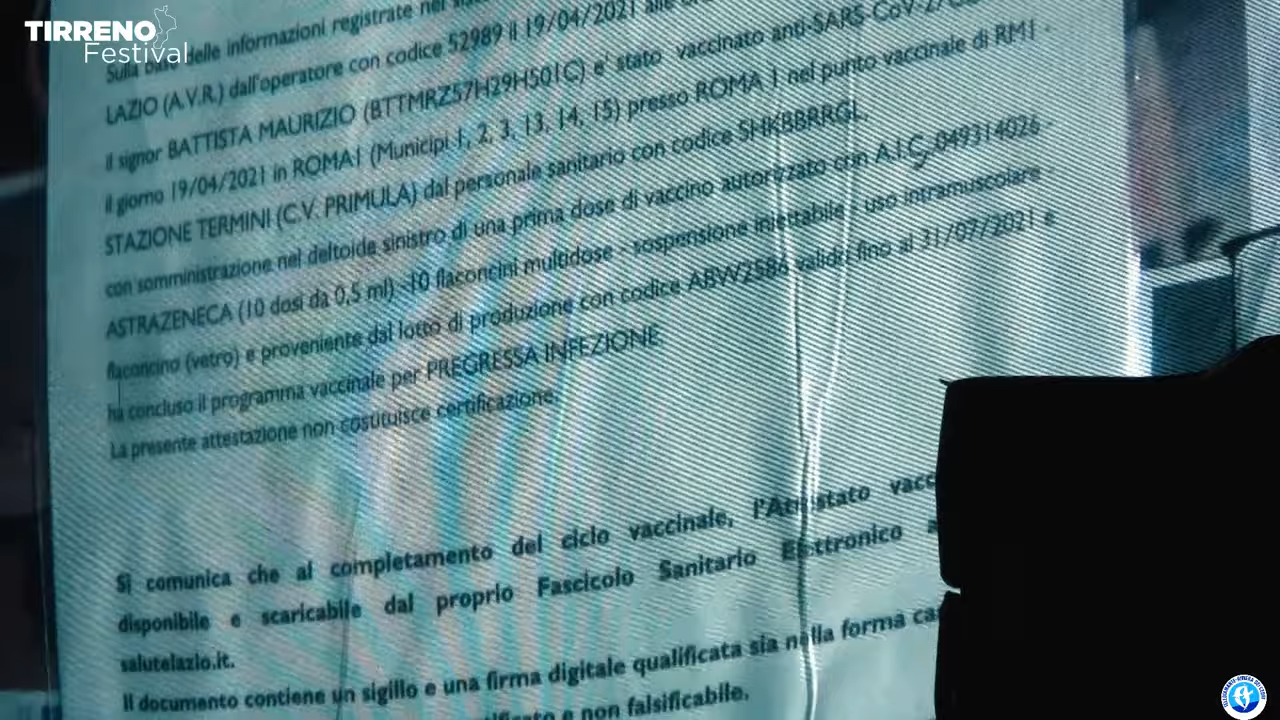 TIRRENO
Festival
Sulla base delle informazioni registrate nel
LAZIO (A.V.R.) dall'operatore con codice 52989 il 19/04/2021 alle
il signor BATTISTA MAURIZIO (BTTMRZ57H29H501C) e' stato vaccinato anti-SARS-CoV-2/
il giorno 19/04/2021 in ROMA1 (Municipi 1, 2, 3, 13, 14, 15) presso ROMA 1 nel punto vaccinale di RM1 -
STAZIONE TERMINI (C.V. PRIMULA) dal personale sanitario con codice SHKBBRRGL,
con somministrazione nel deltoide sinistro di una prima dose di vaccino autorizzato con A.I.C. 049314026 -
ASTRAZENECA (10 dosi da 0,5 ml) -10 flaconcini multidose - sospensione iniettabile - uso intramuscolare -
flaconcino (vetro) e proveniente dal lotto di produzione con codice ABW2586 validri fino al 31/07/2021 e
ha concluso il programma vaccinale per PREGRESSA INFEZIONE.
La presente attestazione non costituisce certificazione.
Si comunica che al completamento del ciclo vaccinale, l'Attestato vacc
disponibile e scaricabile dal proprio Fascicolo Sanitario Elettronico a
salutelazio.it.
Il documento contiene un sigillo e una firma digitale qualificata sia nella forma ca
e non falsificabile.